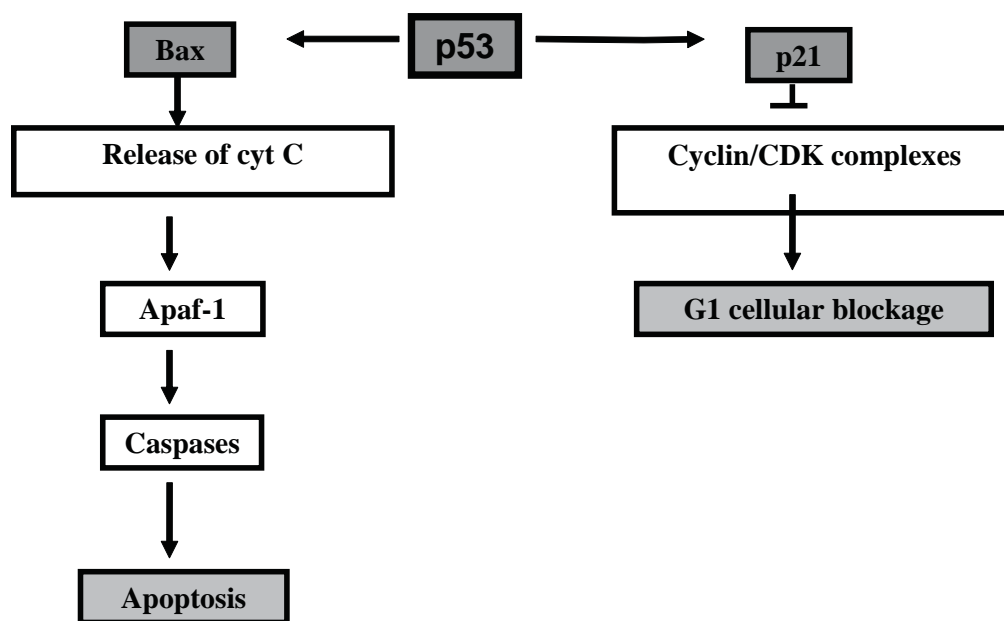 Bax
p53
p21
Release of cyt C
Cyclin/CDK complexes
Apaf-1
G1 cellular blockage
Caspases
Apoptosis